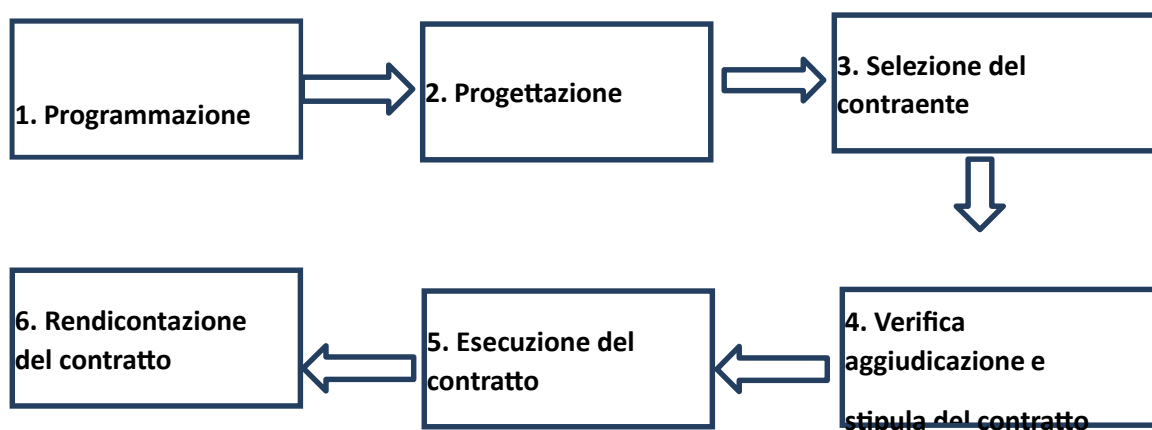 1. Programmazione
2. Progettazione
3. Selezione del
contraente
4. Verifica
aggiudicazione e
stipula del contratto
5. Esecuzione del
contratto
6. Rendicontazione
del contratto